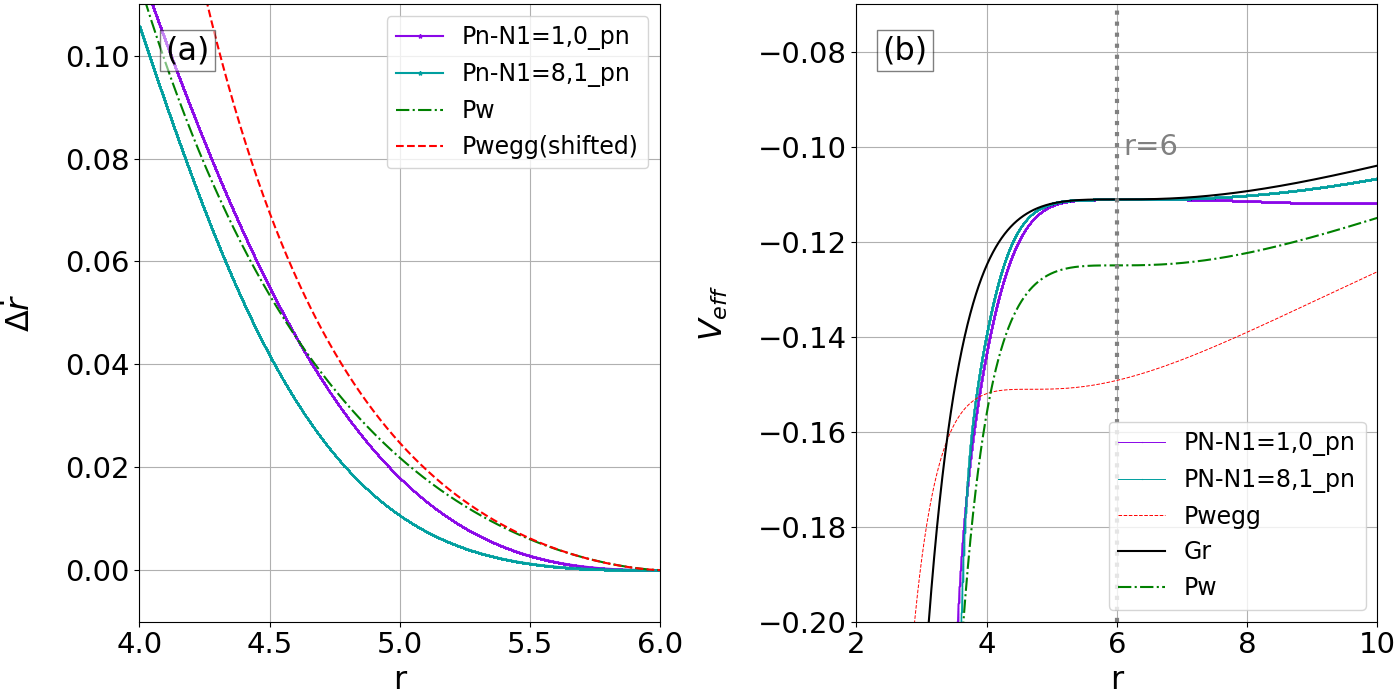 (a)
Pn-N1=1,0_pn
Pn-N1=8,1_pn
Pw
Pwegg(shifted)
0.10
0.08
0.06
0.04
0.02
0.00
Δṙ
4.0 4.5 5.0 5.5 6.0
r
(b)
r=6
−0.08
−0.10
−0.12
−0.14
−0.16
−0.18
−0.20
V_eff
PN-N1=1,0_pn
PN-N1=8,1_pn
Pwegg
Gr
Pw
2 4 6 8 10
r